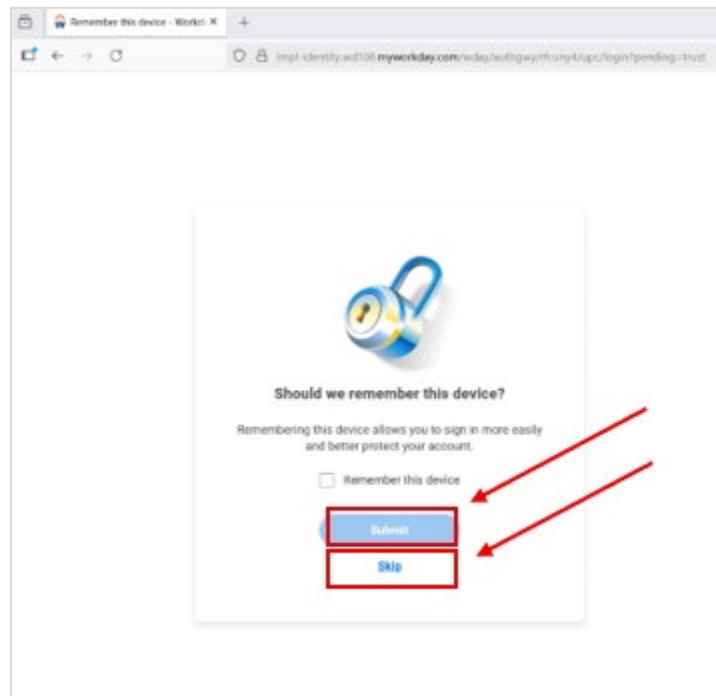 Remember this device - Workd
impl-identity.wd108.myworkday.com/wday/authgwy/rfcuny4/upc/login?pending=trust
Should we remember this device?
Remembering this device allows you to sign in more easily
and better protect your account.
Remember this device
Submit
Skip